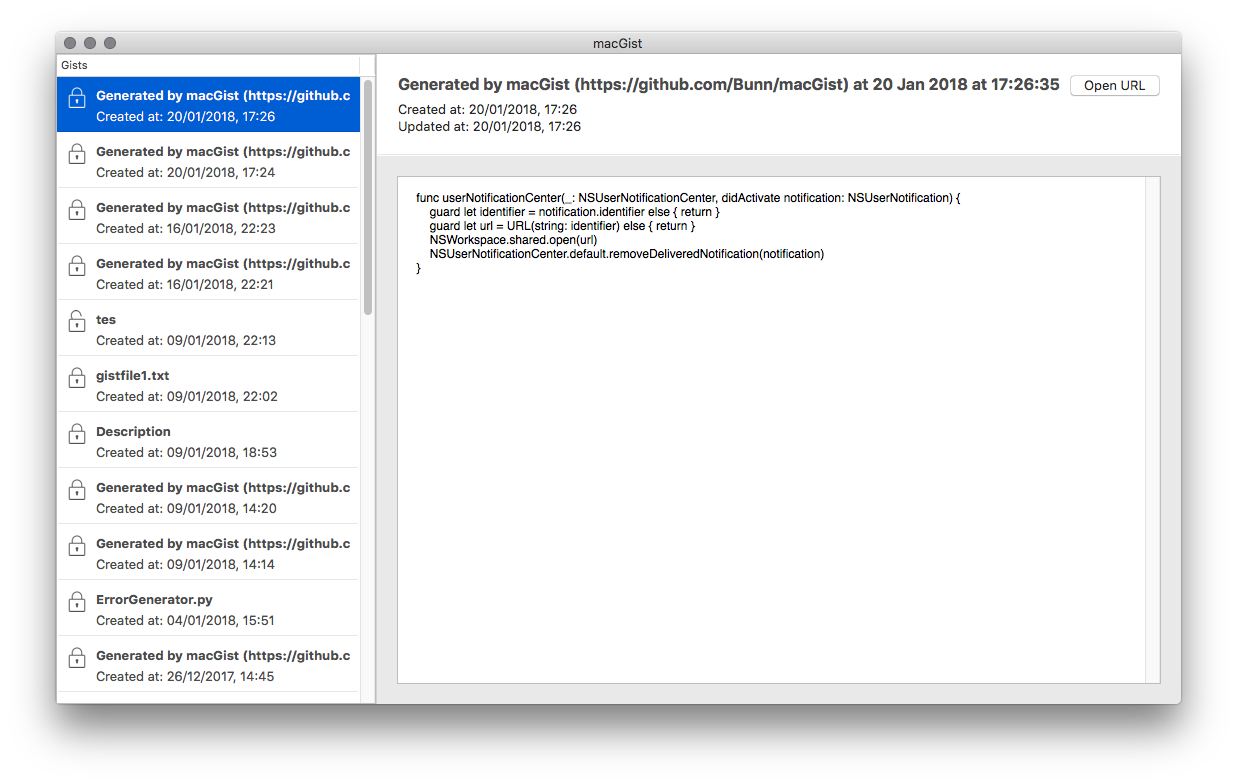 macGist
Gists
Generated by macGist (https://github.c
Created at: 20/01/2018, 17:26
Generated by macGist (https://github.c
Created at: 20/01/2018, 17:24
Generated by macGist (https://github.c
Created at: 16/01/2018, 22:23
Generated by macGist (https://github.c
Created at: 16/01/2018, 22:21
tes
Created at: 09/01/2018, 22:13
gistfile1.txt
Created at: 09/01/2018, 22:02
Description
Created at: 09/01/2018, 18:53
Generated by macGist (https://github.c
Created at: 09/01/2018, 14:20
Generated by macGist (https://github.c
Created at: 09/01/2018, 14:14
ErrorGenerator.py
Created at: 04/01/2018, 15:51
Generated by macGist (https://github.c
Created at: 26/12/2017, 14:45
Generated by macGist (https://github.com/Bunn/macGist) at 20 Jan 2018 at 17:26:35
Open URL
Created at: 20/01/2018, 17:26
Updated at: 20/01/2018, 17:26
func userNotificationCenter(_: NSUserNotificationCenter, didActivate notification: NSUserNotification) {
    guard let identifier = notification.identifier else { return }
    guard let url = URL(string: identifier) else { return }
    NSWorkspace.shared.open(url)
    NSUserNotificationCenter.default.removeDeliveredNotification(notification)
}